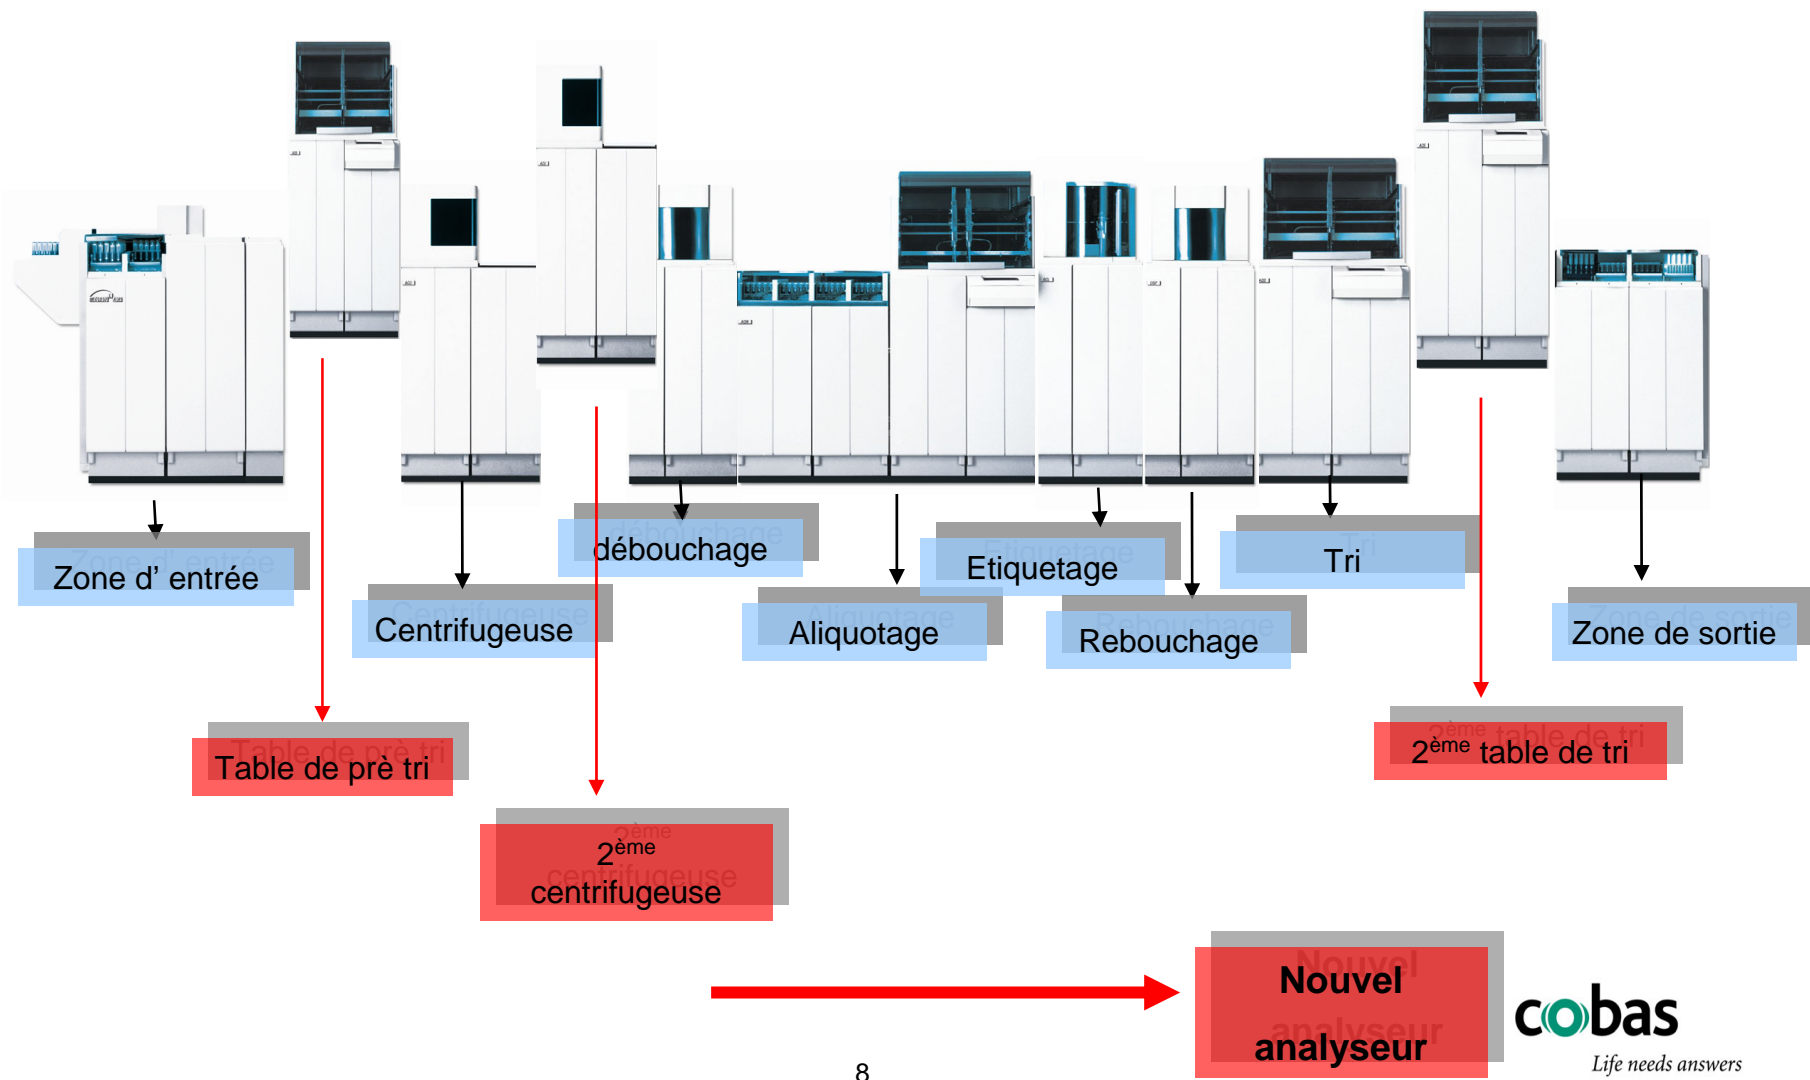 débouchage
Etiquetage
Tri
Zone d’ entrée
Centrifugeuse
Aliquotage
Rebouchage
Zone de sortie
Table de prè tri
2ème table de tri
2ème
centrifugeuse
Nouvel
analyseur
cobas
Life needs answers
8